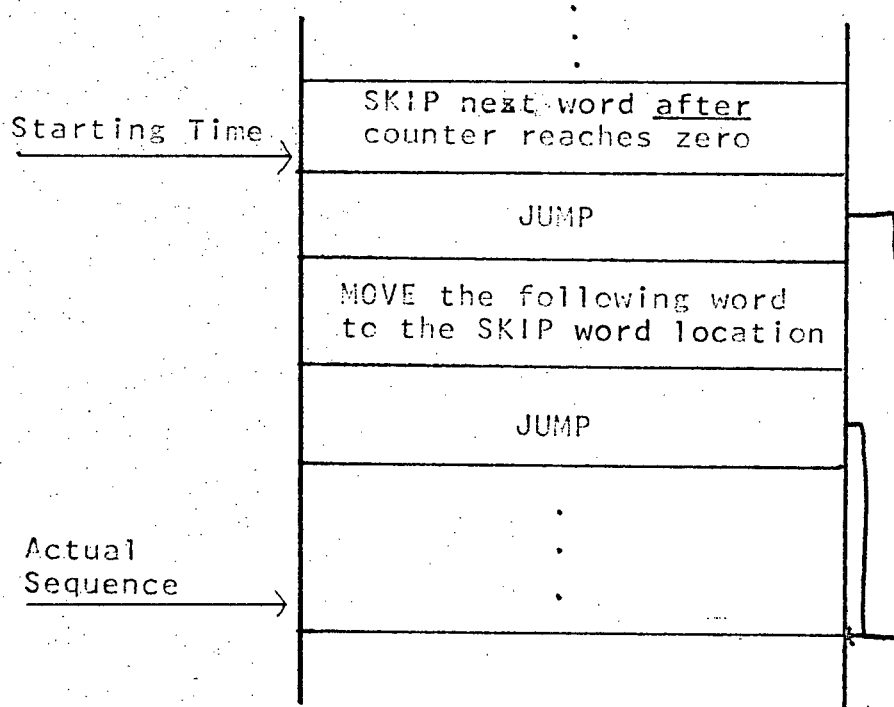 SKIP next word after
counter reaches zero
Starting Time
JUMP
MOVE the following word
to the SKIP word location
JUMP
Actual
Sequence